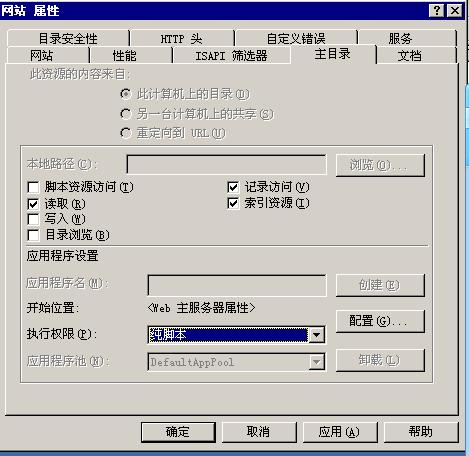 网站 属性
目录安全性 HTTP 头 自定义错误 服务
网站 性能 ISAPI 筛选器 主目录 文档
此资源的内容来自:
此计算机上的目录(D)
另一台计算机上的共享(S)
重定向到 URL(U)
本地路径(C): 浏览(O)...
脚本资源访问(T) 记录访问(V)
读取(R) 索引资源(I)
写入(W)
目录浏览(B)
应用程序设置
应用程序名(M): 创建(E)
开始位置: <Web 主服务器属性>
配置(G)...
执行权限(P): 纯脚本
应用程序池(N): DefaultAppPool 卸载(L)
确定 取消 应用(A) 帮助